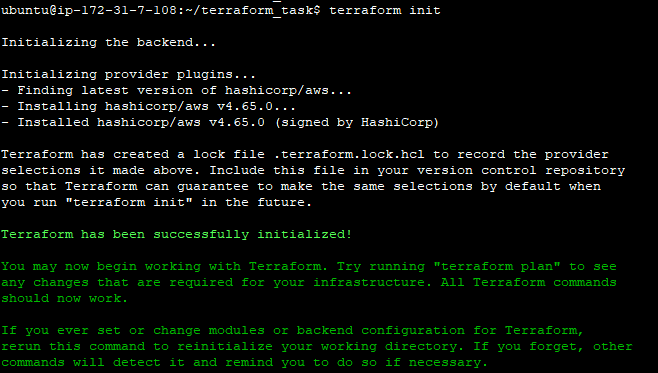 ubuntu@ip-172-31-7-108:~/terraform_task$ terraform init
Initializing the backend...
Initializing provider plugins...
- Finding latest version of hashicorp/aws...
- Installing hashicorp/aws v4.65.0...
- Installed hashicorp/aws v4.65.0 (signed by HashiCorp)
Terraform has created a lock file .terraform.lock.hcl to record the provider
selections it made above. Include this file in your version control repository
so that Terraform can guarantee to make the same selections by default when
you run "terraform init" in the future.
Terraform has been successfully initialized!
You may now begin working with Terraform. Try running "terraform plan" to see
any changes that are required for your infrastructure. All Terraform commands
should now work.
If you ever set or change modules or backend configuration for Terraform,
rerun this command to reinitialize your working directory. If you forget, other
commands will detect it and remind you to do so if necessary.